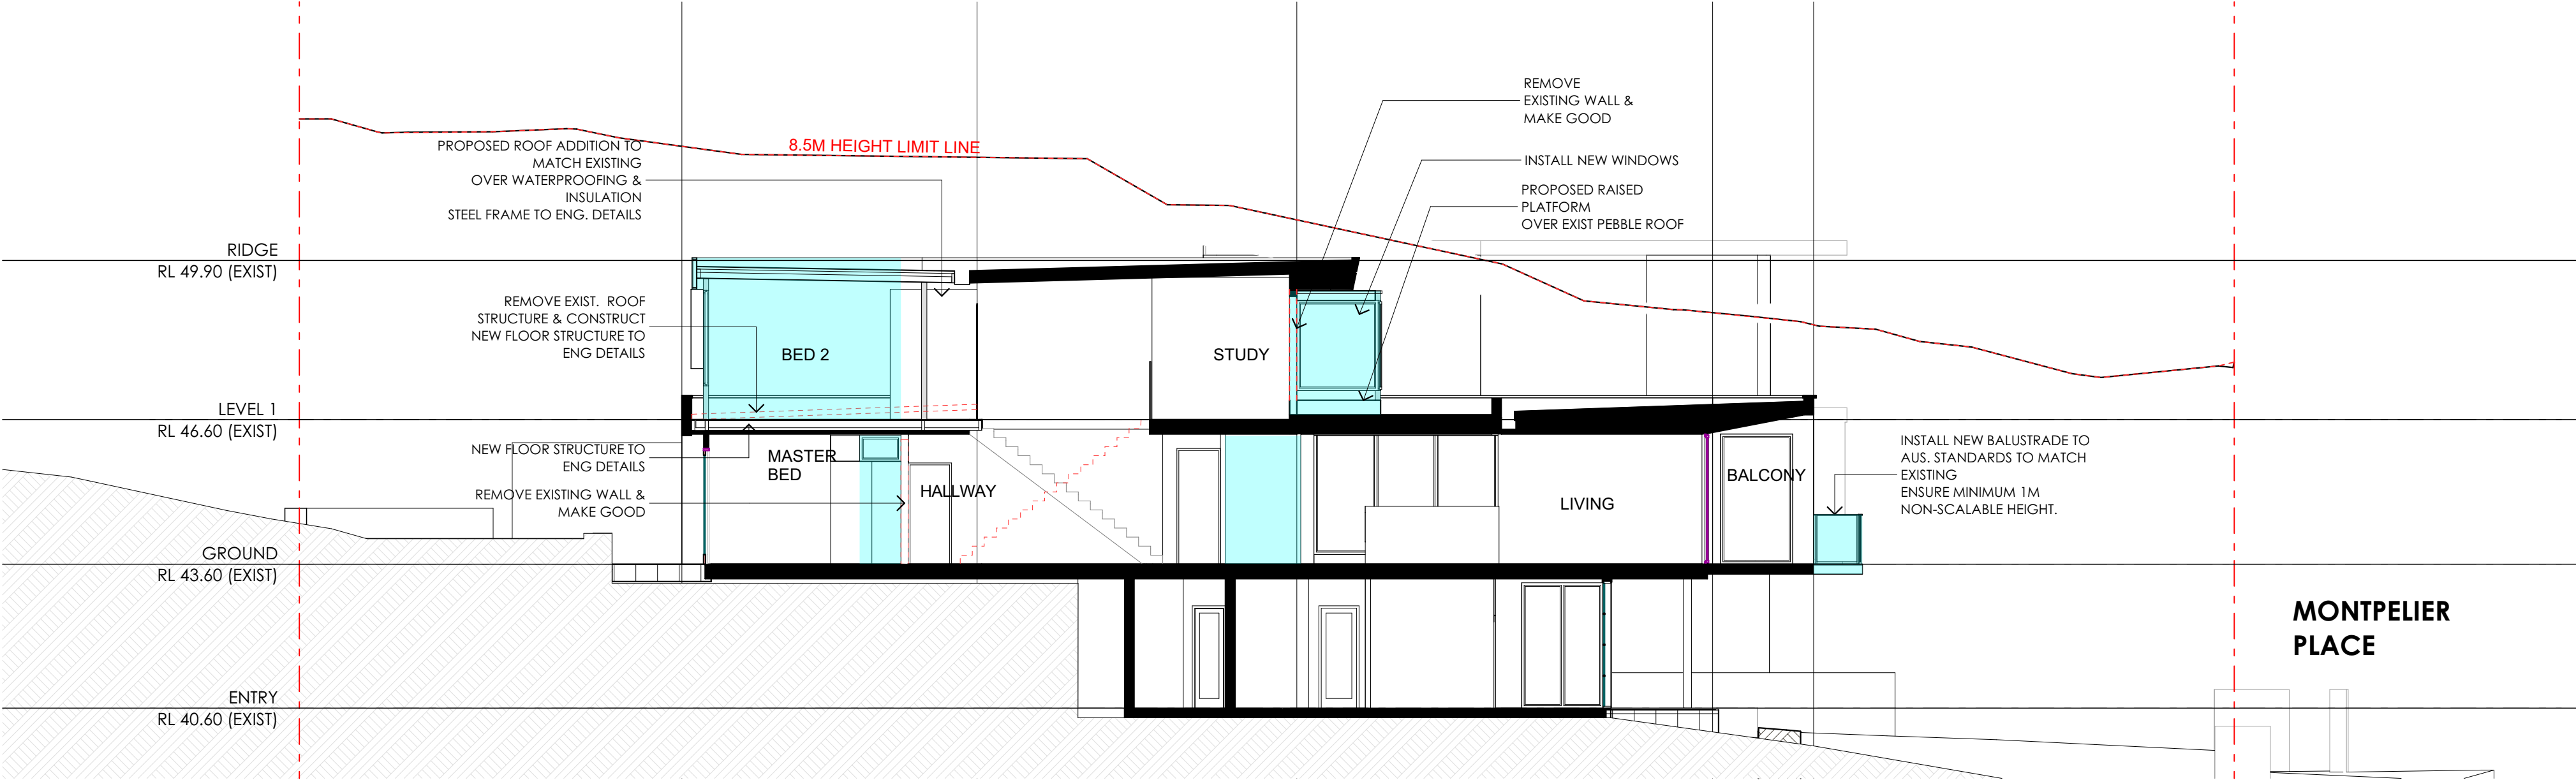 REMOVE
EXISTING WALL &
MAKE GOOD
8.5M HEIGHT LIMIT LINE
PROPOSED ROOF ADDITION TO
MATCH EXISTING
OVER WATERPROOFING &
INSULATION
STEEL FRAME TO ENG. DETAILS
INSTALL NEW WINDOWS
PROPOSED RAISED
PLATFORM
OVER EXIST PEBBLE ROOF
RIDGE
RL 49.90 (EXIST)
REMOVE EXIST. ROOF
STRUCTURE & CONSTRUCT
NEW FLOOR STRUCTURE TO
ENG DETAILS
BED 2
STUDY
LEVEL 1
RL 46.60 (EXIST)
NEW FLOOR STRUCTURE TO
ENG DETAILS
MASTER
BED
REMOVE EXISTING WALL &
MAKE GOOD
HALLWAY
LIVING
BALCONY
INSTALL NEW BALUSTRADE TO
AUS. STANDARDS TO MATCH
EXISTING
ENSURE MINIMUM 1M
NON-SCALABLE HEIGHT.
GROUND
RL 43.60 (EXIST)
MONTPELIER
PLACE
ENTRY
RL 40.60 (EXIST)